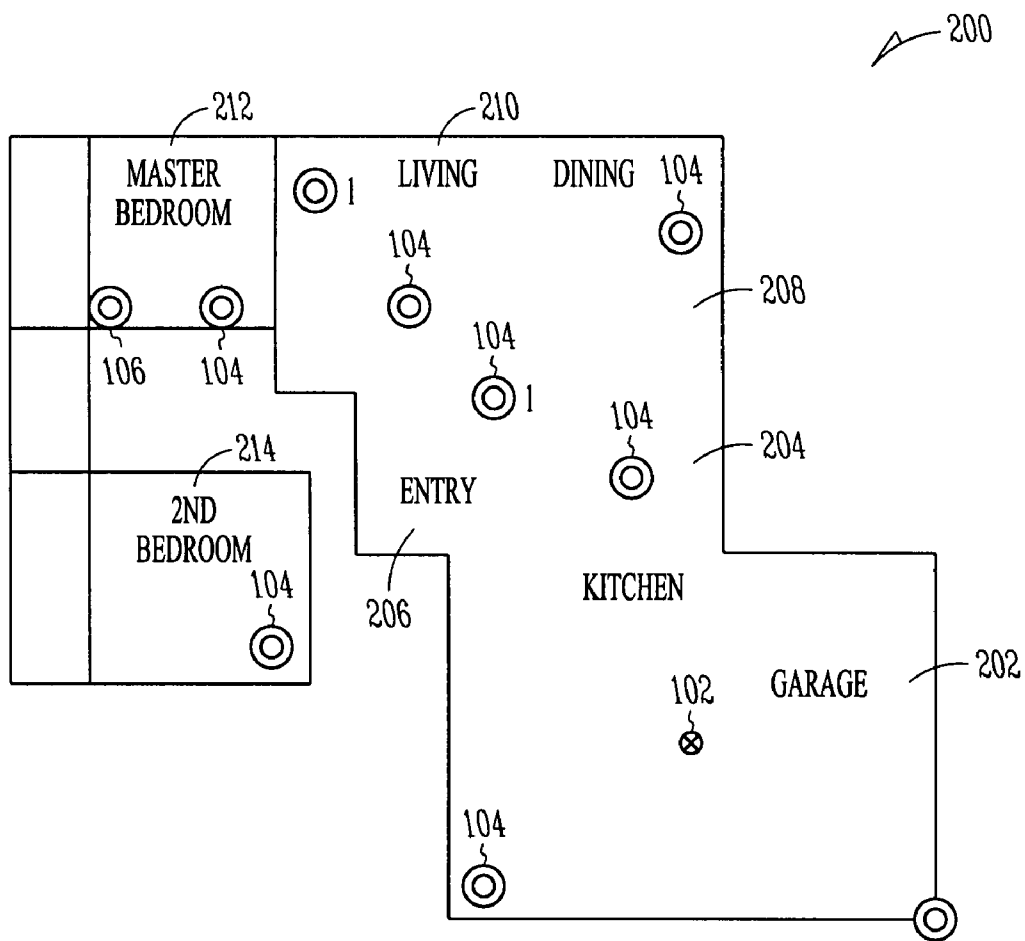 200
212
210
MASTER
BEDROOM
1
LIVING
DINING
104
104
208
106
104
104
1
104
204
214
2ND
BEDROOM
ENTRY
104
206
KITCHEN
GARAGE
202
102
104